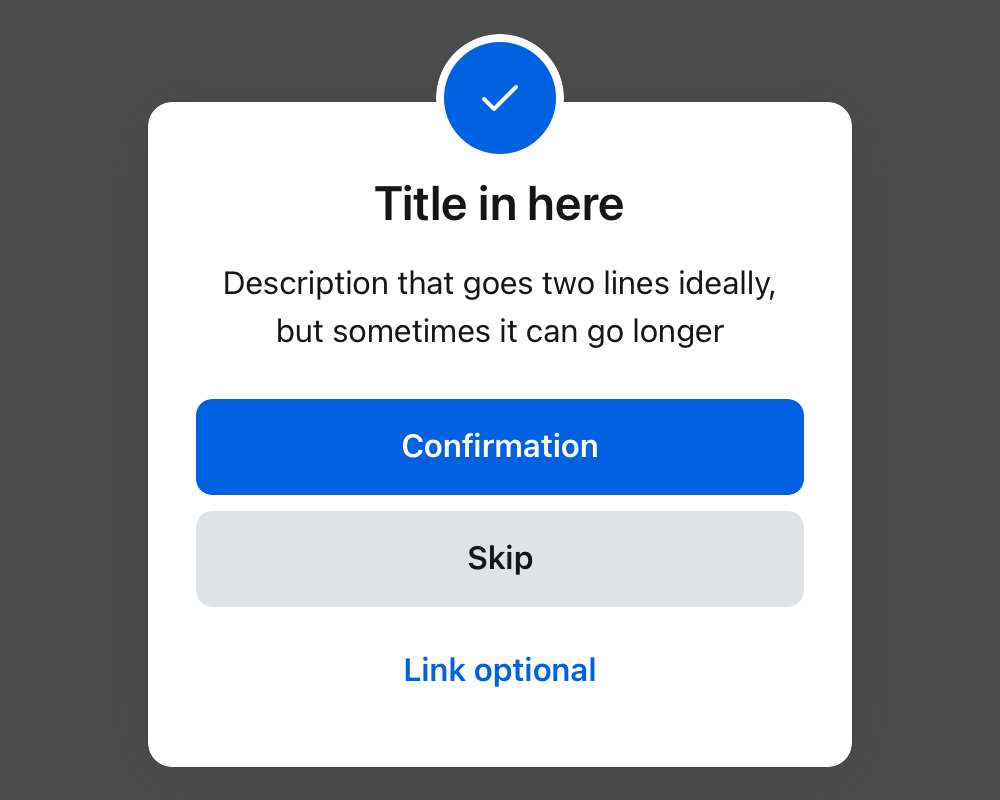 Title in here
Description that goes two lines ideally,
but sometimes it can go longer
Confirmation
Skip
Link optional